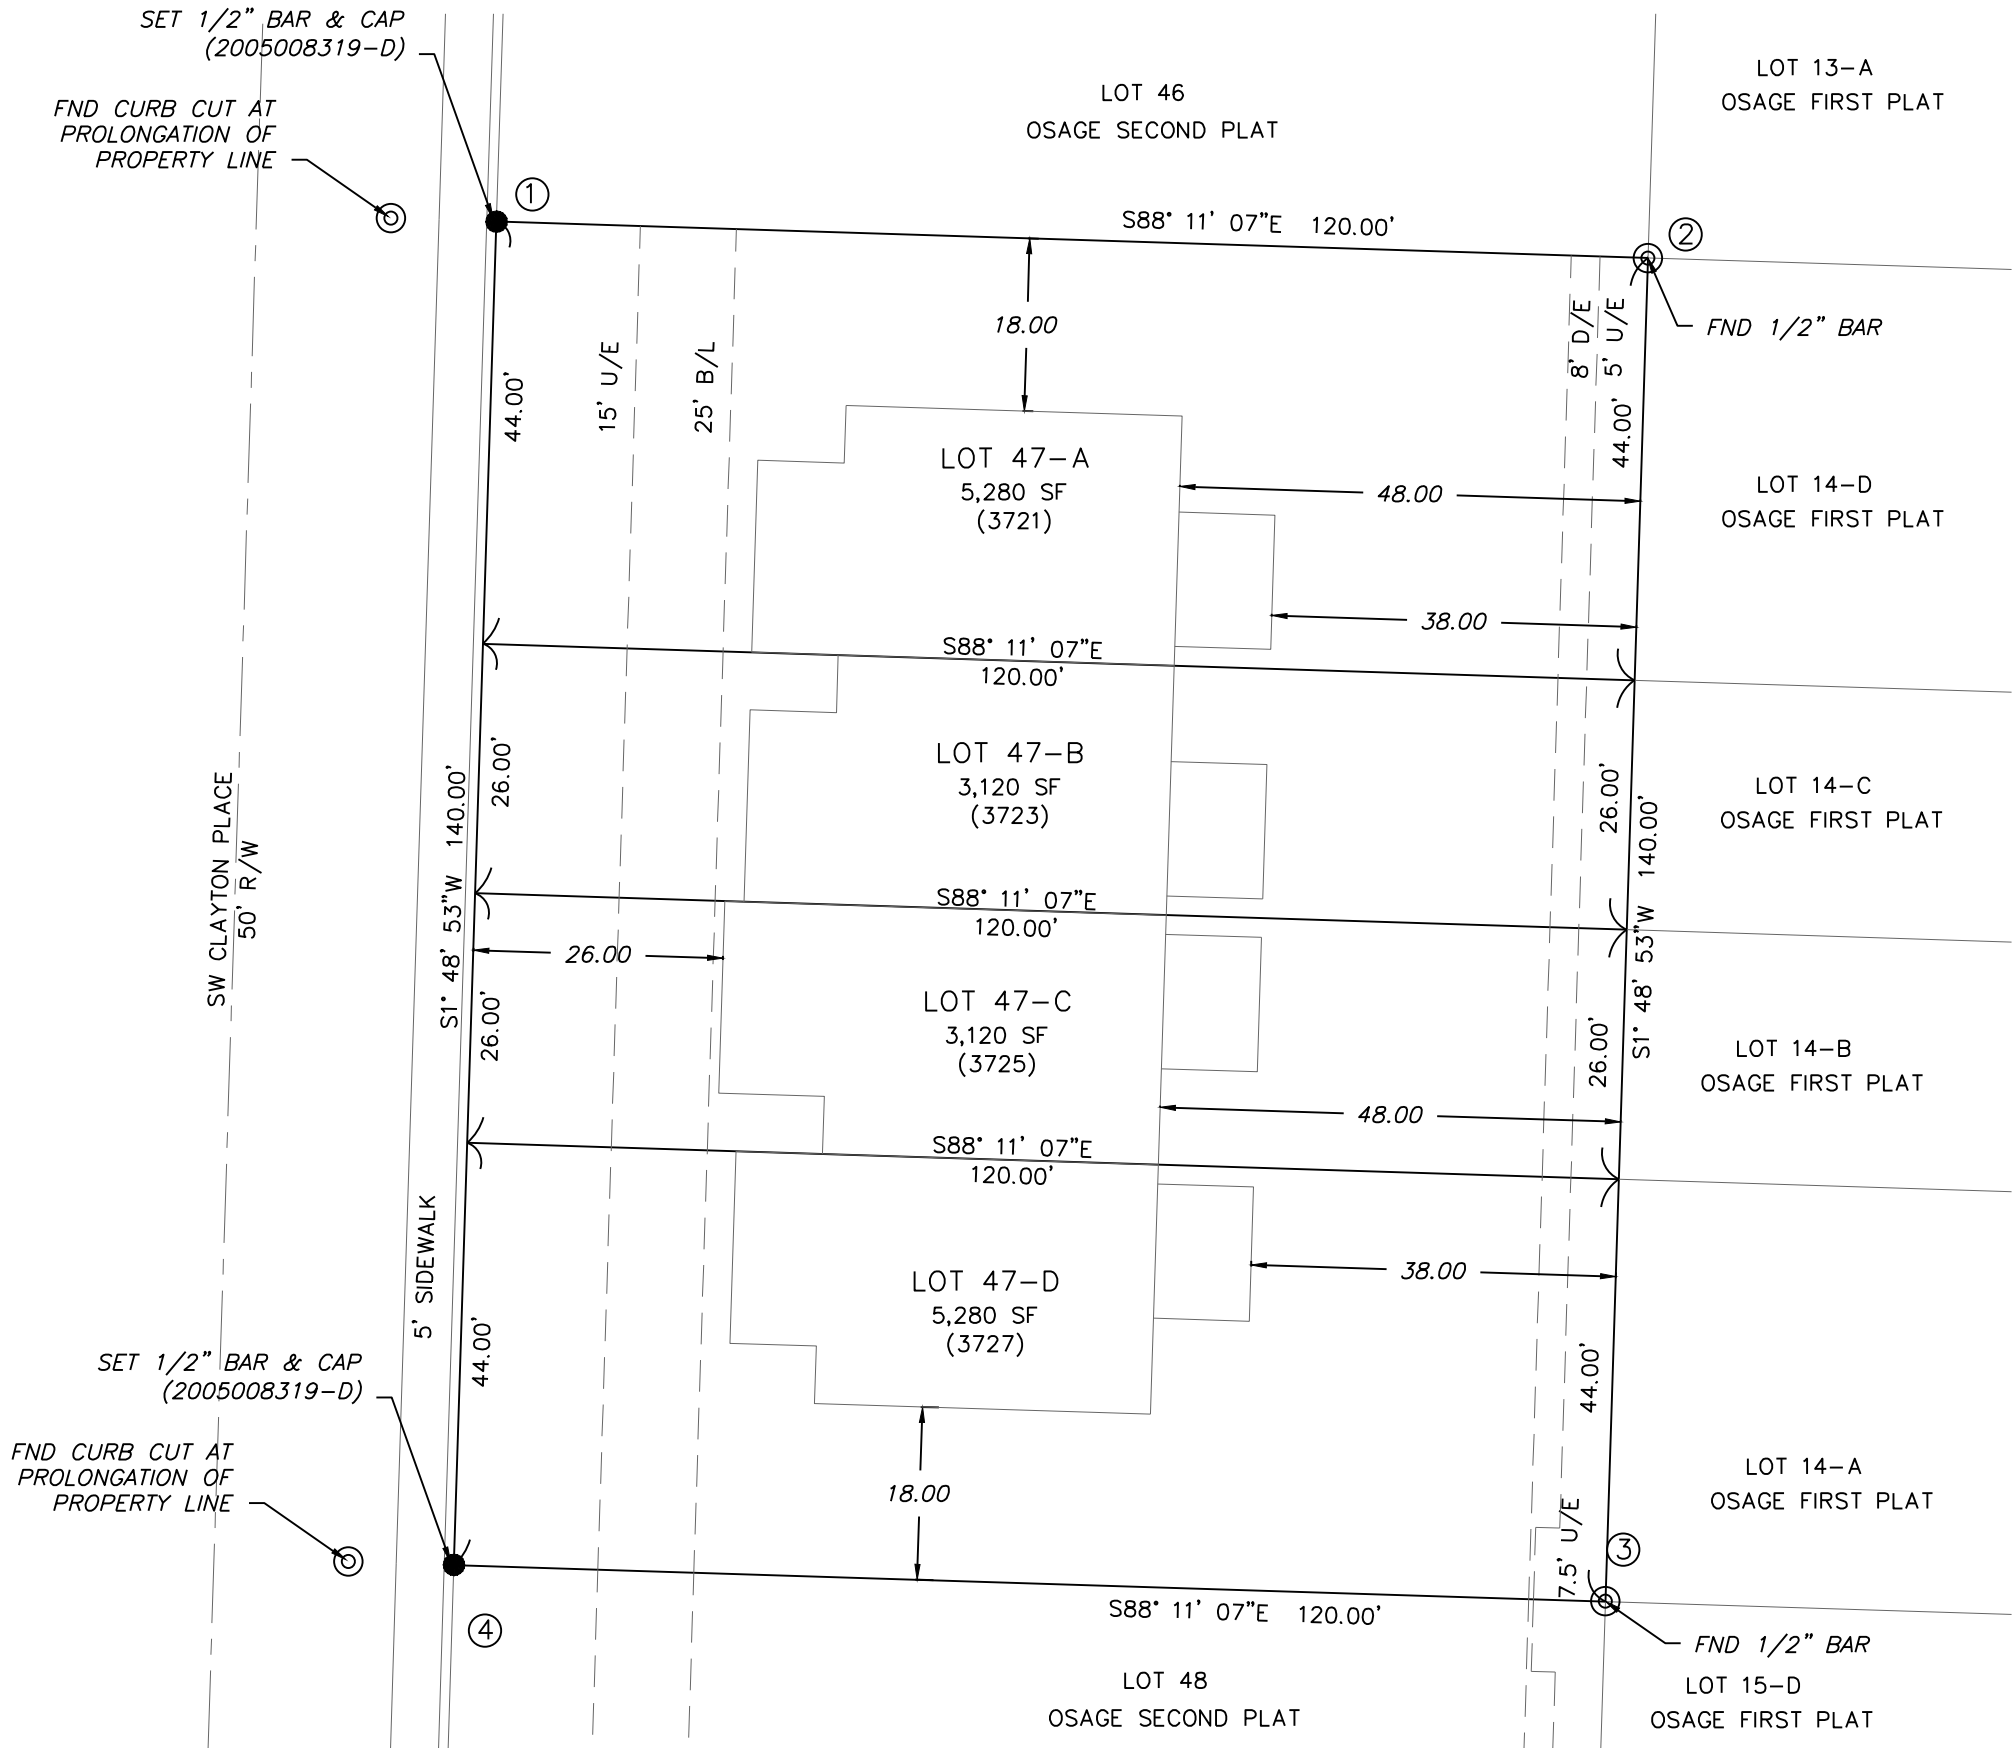 SET 1/2” BAR & CAP
(2005008319-D)
FND CURB CUT AT
PROLONGATION OF
PROPERTY LINE
LOT 46
OSAGE SECOND PLAT
LOT 13-A
OSAGE FIRST PLAT
1
S88° 11' 07”E 120.00'
2
FND 1/2” BAR
18.00
44.00'
15' U/E
25' B/L
8' D/E
5' U/E
44.00'
LOT 47-A
5,280 SF
(3721)
48.00
LOT 14-D
OSAGE FIRST PLAT
38.00
S88° 11' 07”E
120.00'
26.00'
LOT 47-B
3,120 SF
(3723)
26.00'
LOT 14-C
OSAGE FIRST PLAT
SW CLAYTON PLACE
50' R/W
S1° 48' 53”W 140.00'
S88° 11' 07”E
120.00'
S1° 48' 53”W 140.00'
26.00
26.00'
LOT 47-C
3,120 SF
(3725)
26.00'
LOT 14-B
OSAGE FIRST PLAT
48.00
S88° 11' 07”E
120.00'
5' SIDEWALK
LOT 47-D
5,280 SF
(3727)
38.00
44.00'
44.00'
SET 1/2” BAR & CAP
(2005008319-D)
FND CURB CUT AT
PROLONGATION OF
PROPERTY LINE
18.00
LOT 14-A
OSAGE FIRST PLAT
7.5' U/E
3
S88° 11' 07”E 120.00'
4
FND 1/2” BAR
LOT 48
OSAGE SECOND PLAT
LOT 15-D
OSAGE FIRST PLAT